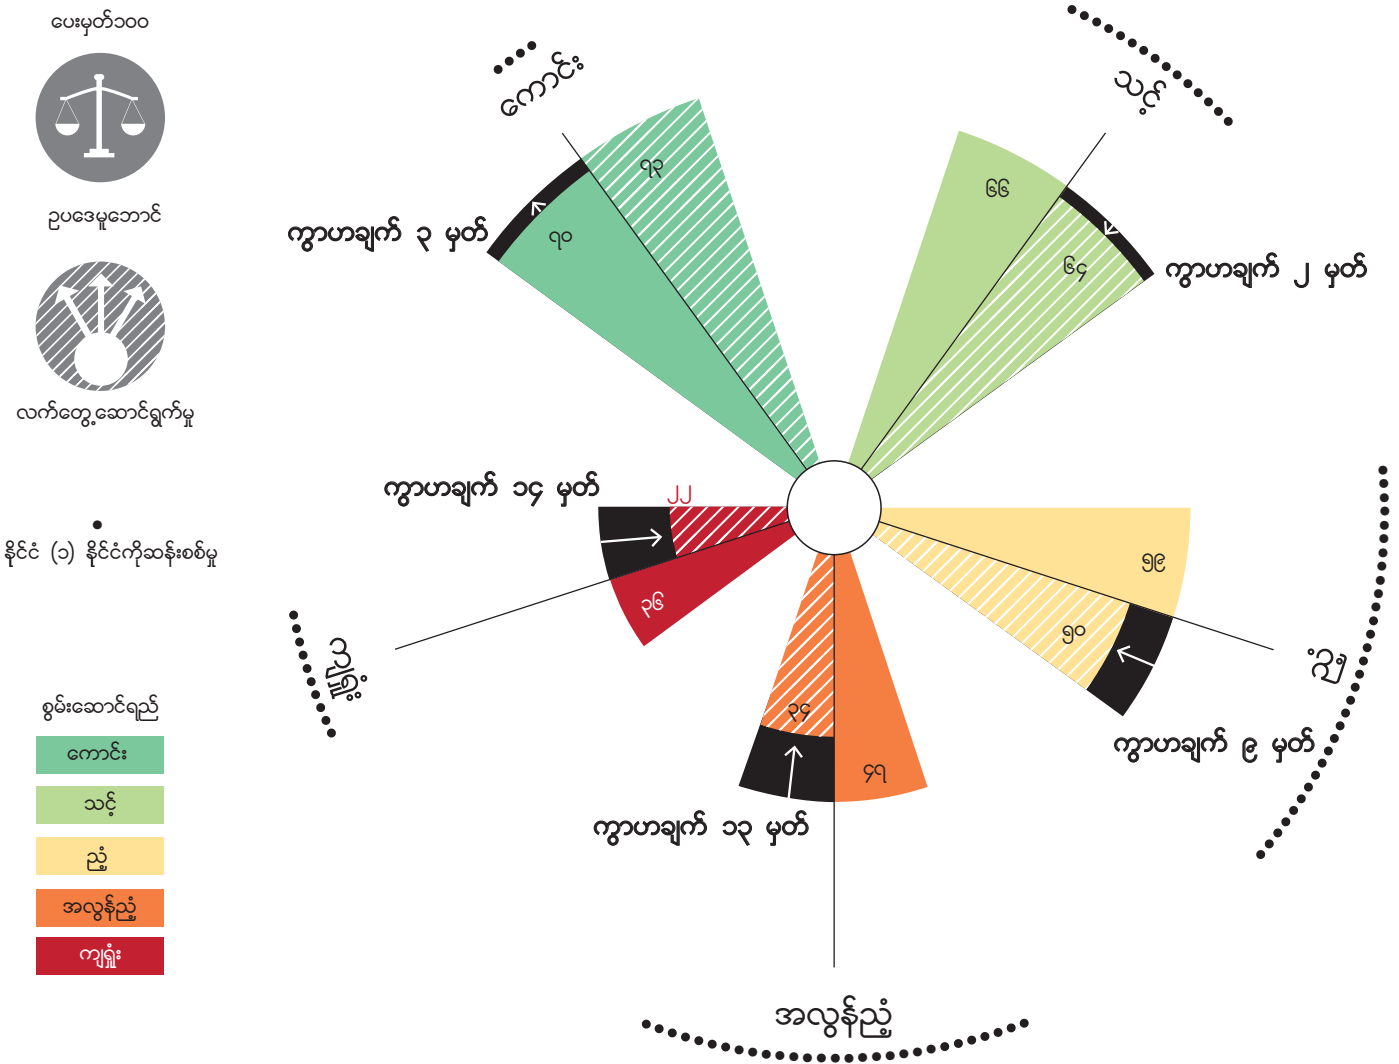 ပေးမှတ်၁၀၀
ဥပဒေမူဘောင်
လက်တွေ့ဆောင်ရွက်မှု
နိုင်ငံ (၁) နိုင်ငံကိုဆန်းစစ်မှု
စွမ်းဆောင်ရည်
ကောင်း
သင့်
ညံ့
အလွန်ညံ့
ကျရှုံး
ကောင်း
၇၃
၇၀
ကွာဟချက် ၃ မှတ်
သင့်
၆၆
၆၄
ကွာဟချက် ၂ မှတ်
ညံ့
၅၉
၅၀
ကွာဟချက် ၉ မှတ်
အလွန်ညံ့
၄၇
၃၄
ကွာဟချက် ၁၃ မှတ်
ကျရှုံး
၂၂
၃၆
ကွာဟချက် ၁၄ မှတ်